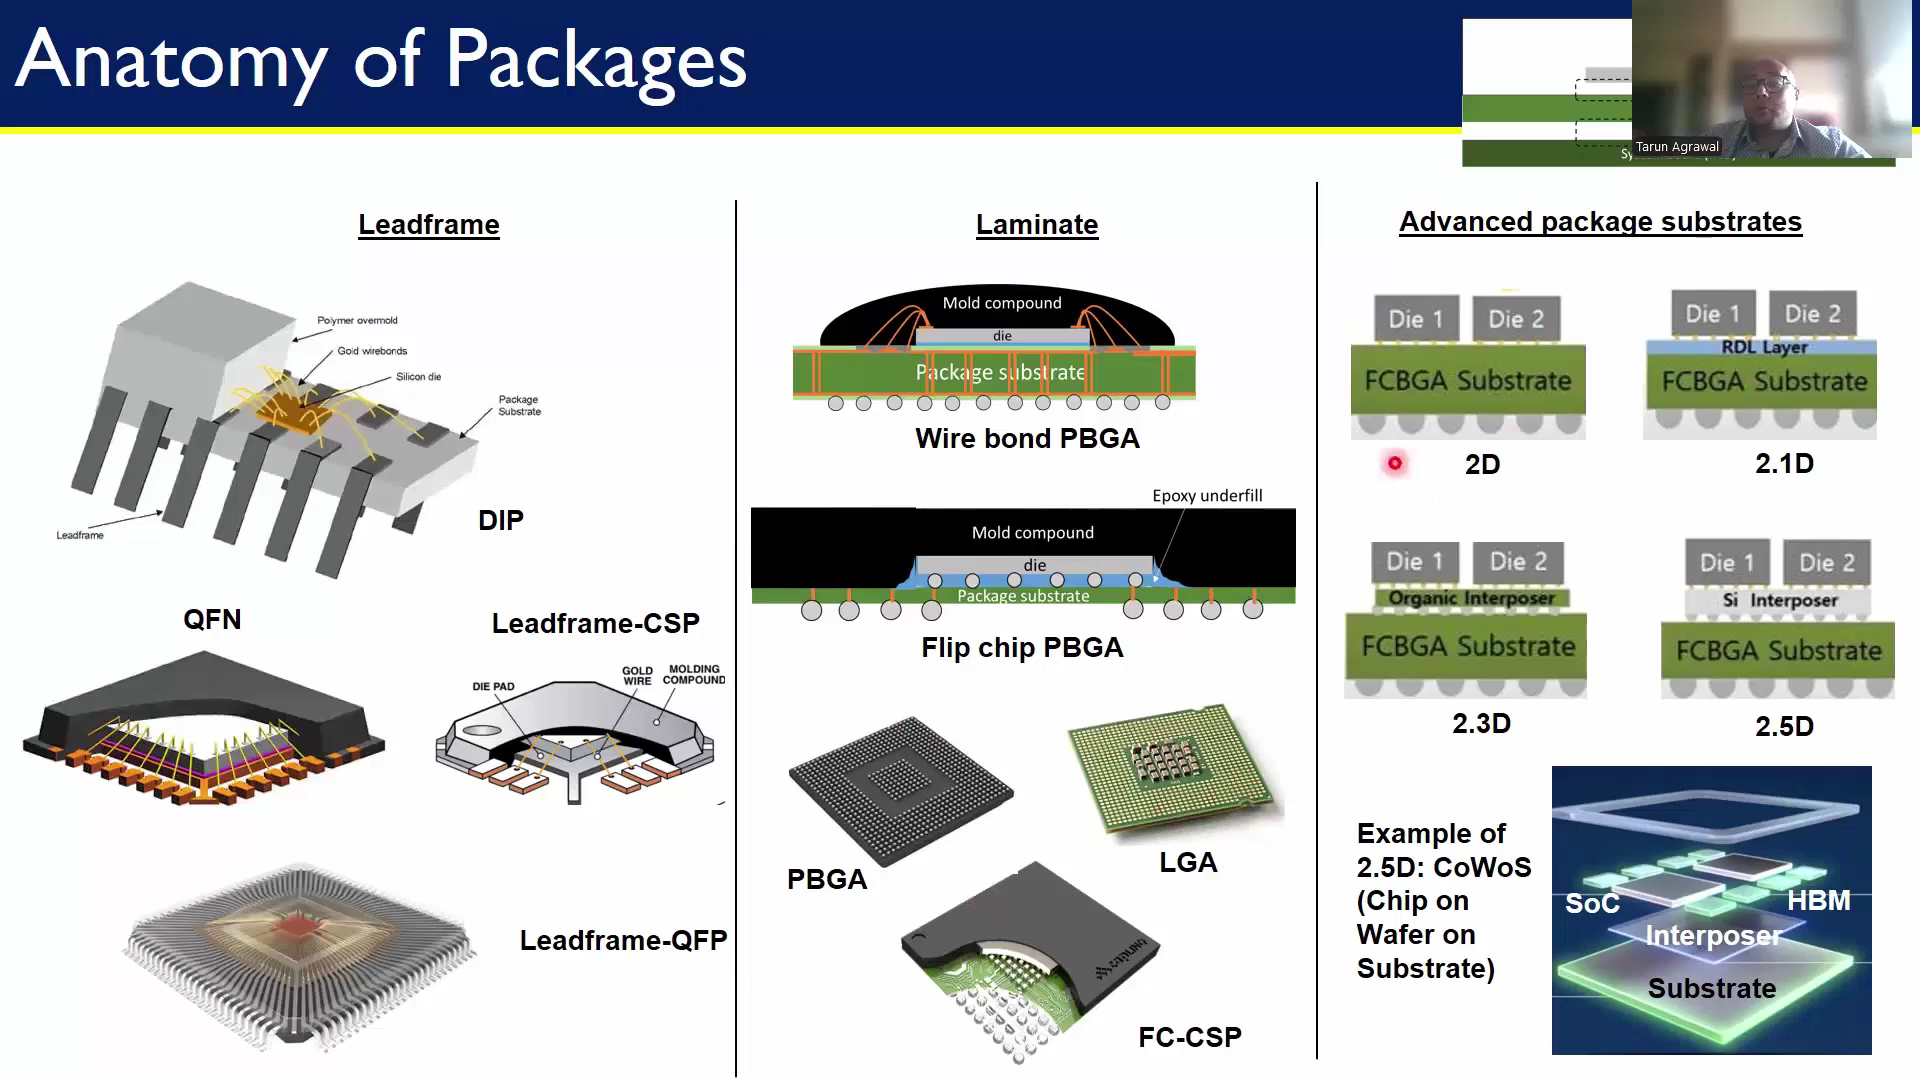 Anatomy of Packages
Tarun Agrawal
Leadframe
Polymer overmold
Gold wirebonds
Silicon die
Package
Substrate
Leadframe
DIP
QFN
Leadframe-CSP
DIE PAD
GOLD
WIRE
MOLDING
COMPOUND
Leadframe-QFP
Laminate
Mold compound
die
Package substrate
Wire bond PBGA
Epoxy underfill
Mold compound
die
Package substrate
Flip chip PBGA
PBGA
LGA
FC-CSP
Advanced package substrates
Die 1
Die 2
FCBGA Substrate
2D
Die 1
Die 2
RDL Layer
FCBGA Substrate
2.1D
Die 1
Die 2
Organic Interposer
FCBGA Substrate
2.3D
Die 1
Die 2
Si Interposer
FCBGA Substrate
2.5D
Example of
2.5D: CoWoS
(Chip on
Wafer on
Substrate)
SoC
HBM
Interposer
Substrate